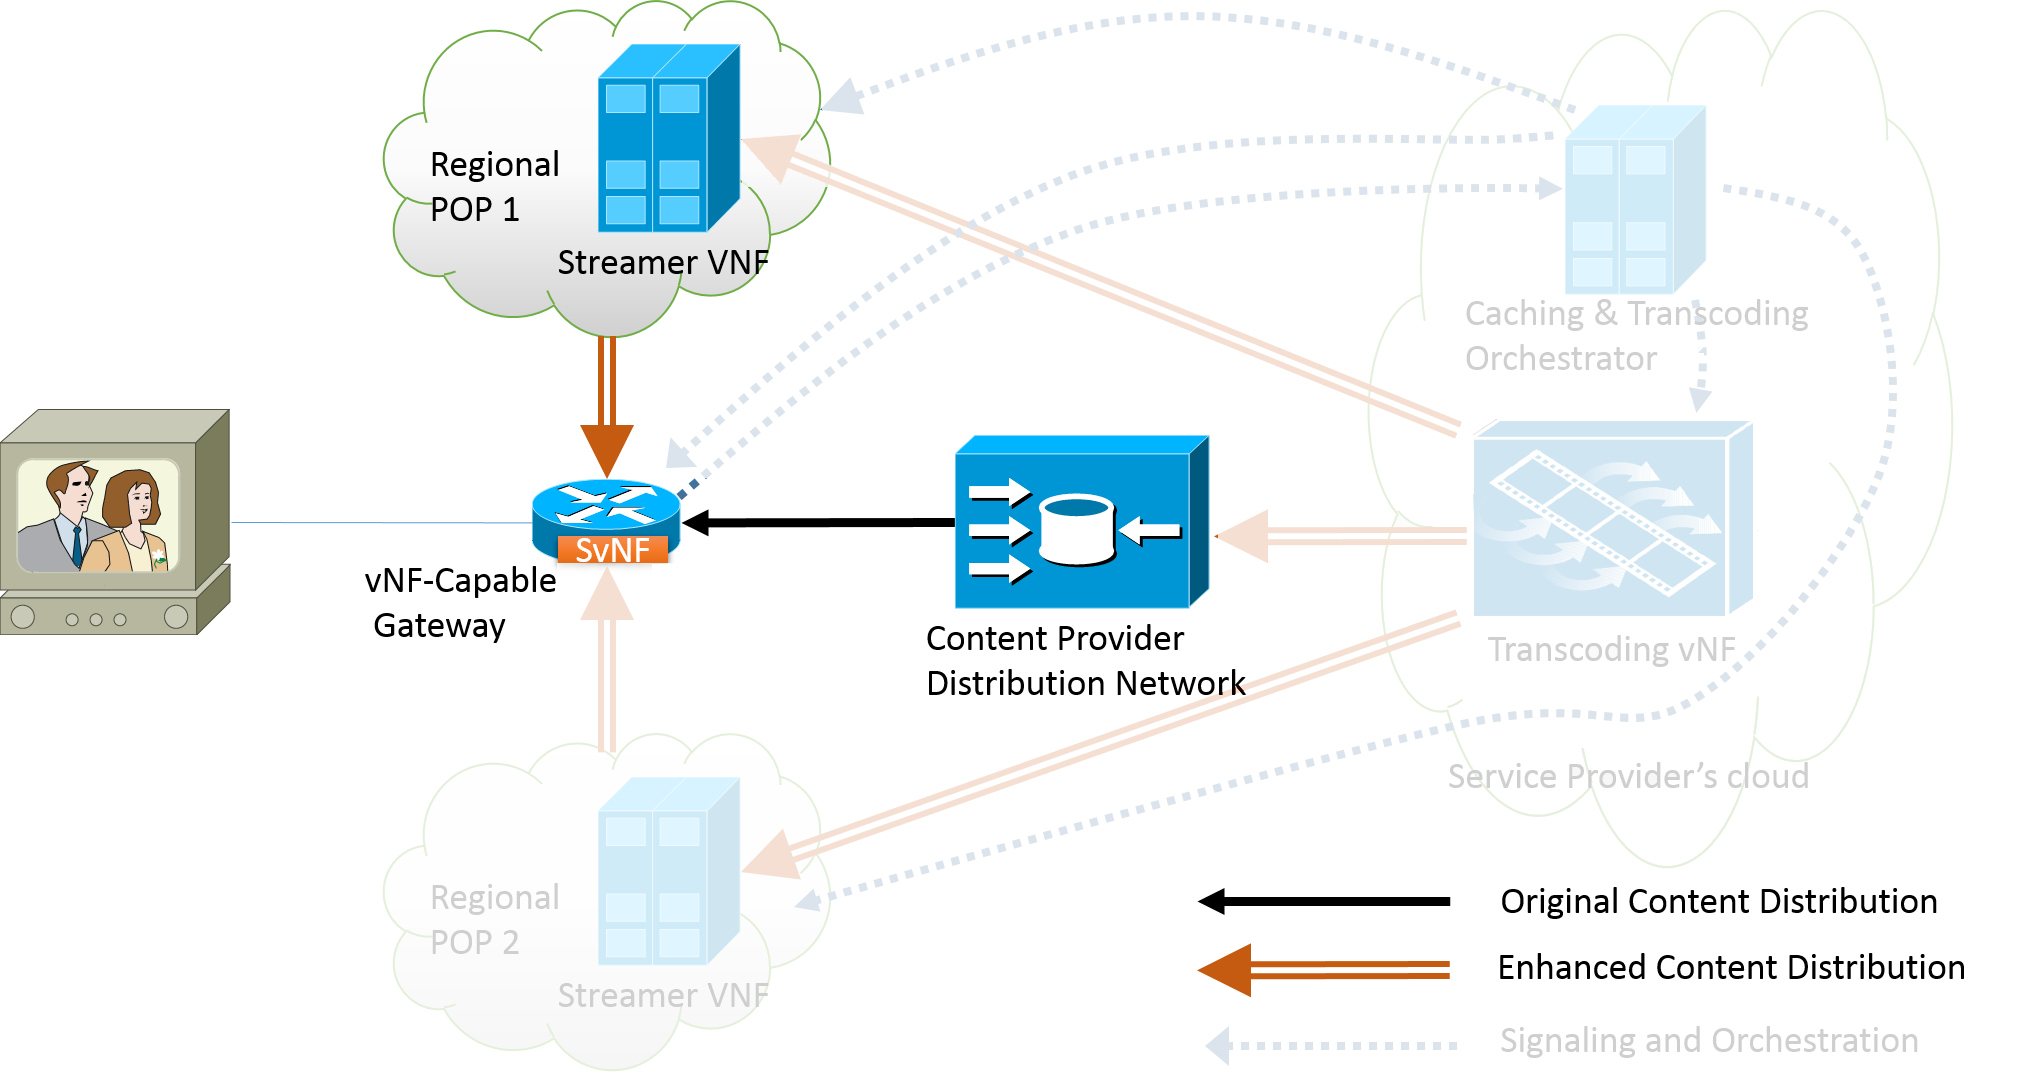 Regional
POP 1
Streamer VNF
Caching & Transcoding
Orchestrator
SvNF
vNF-Capable
Gateway
Content Provider
Distribution Network
Transcoding vNF
Service Provider’s cloud
Regional
POP 2
Streamer VNF
Original Content Distribution
Enhanced Content Distribution
Signaling and Orchestration